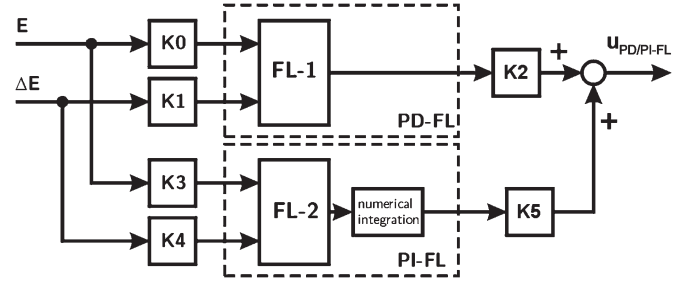 E
K0
FL-1
K2
+
u PD/PI-FL
ΔE
K1
PD-FL
+
K3
FL-2
numerical
integration
K5
K4
PI-FL